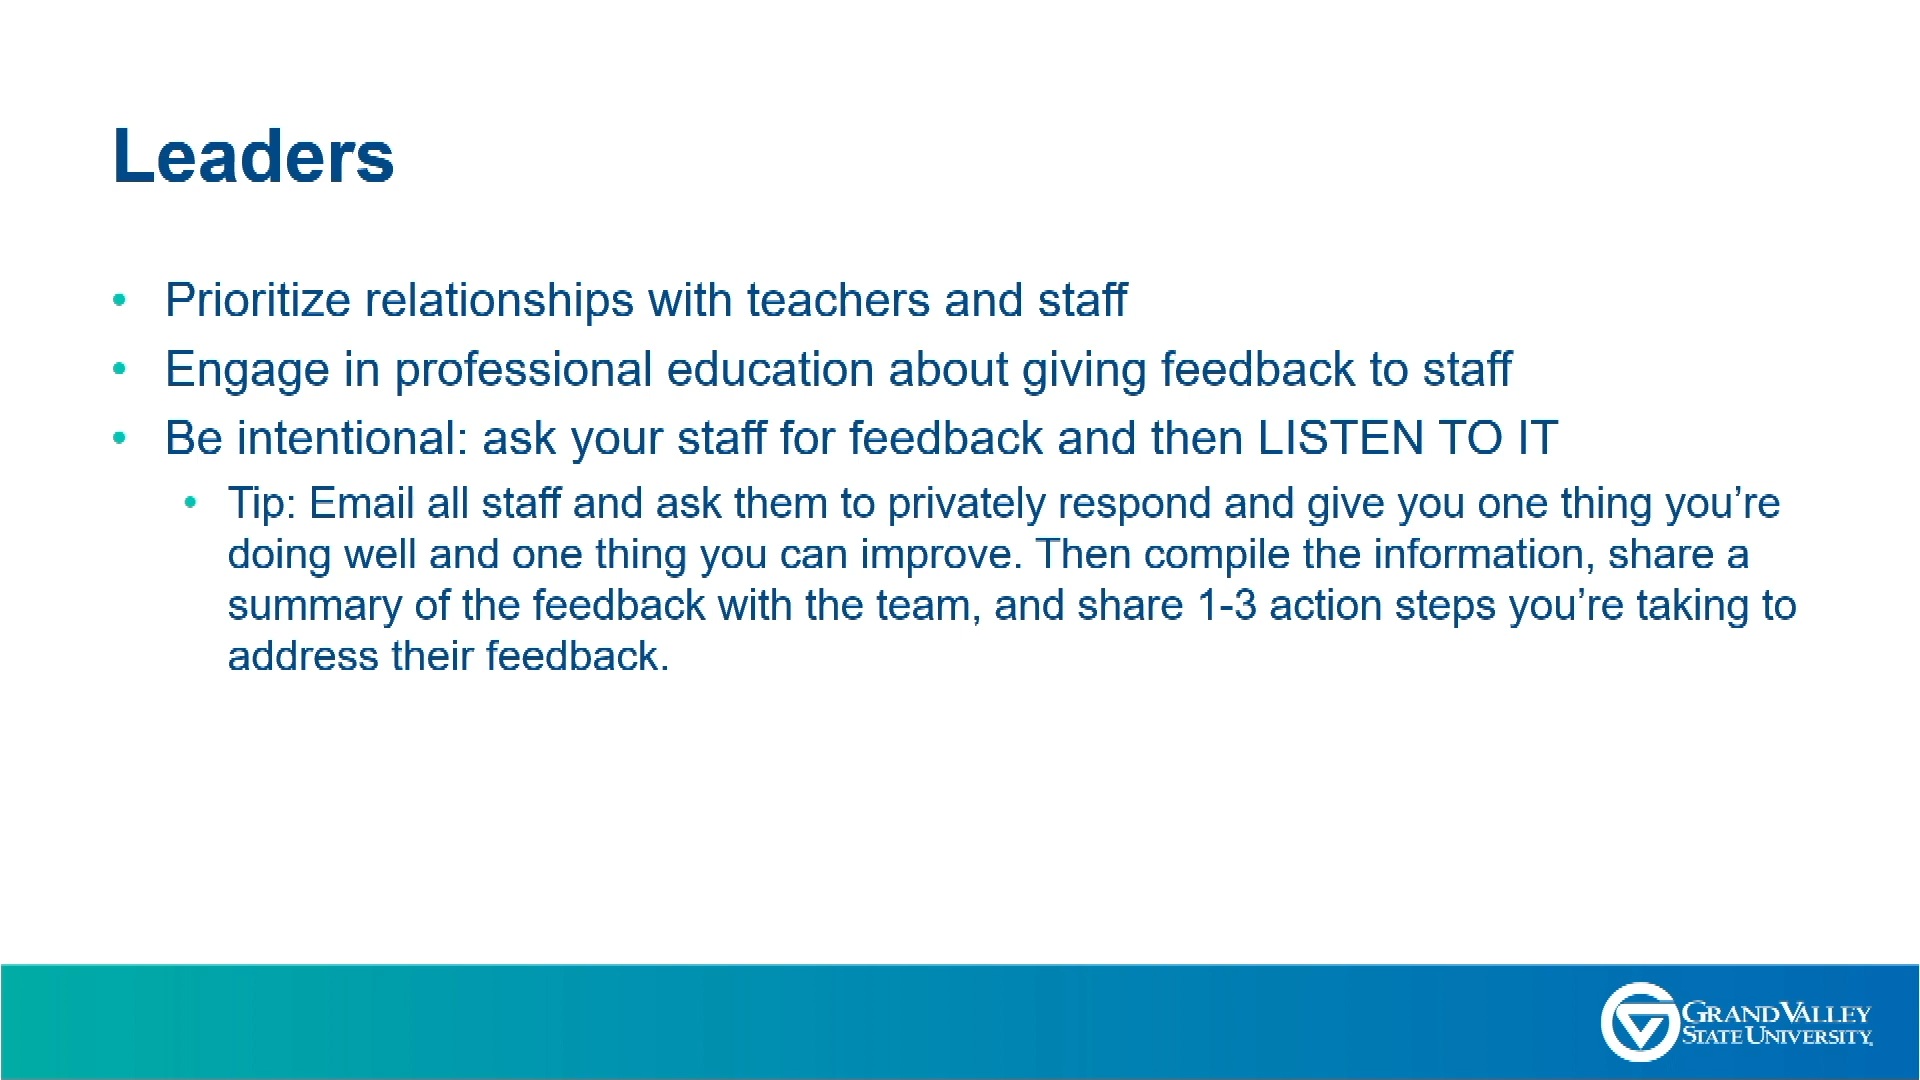 Leaders
• Prioritize relationships with teachers and staff
• Engage in professional education about giving feedback to staff
• Be intentional: ask your staff for feedback and then LISTEN TO IT
• Tip: Email all staff and ask them to privately respond and give you one thing you’re
doing well and one thing you can improve. Then compile the information, share a
summary of the feedback with the team, and share 1-3 action steps you’re taking to
address their feedback.
GRAND VALLEY
STATE UNIVERSITY.